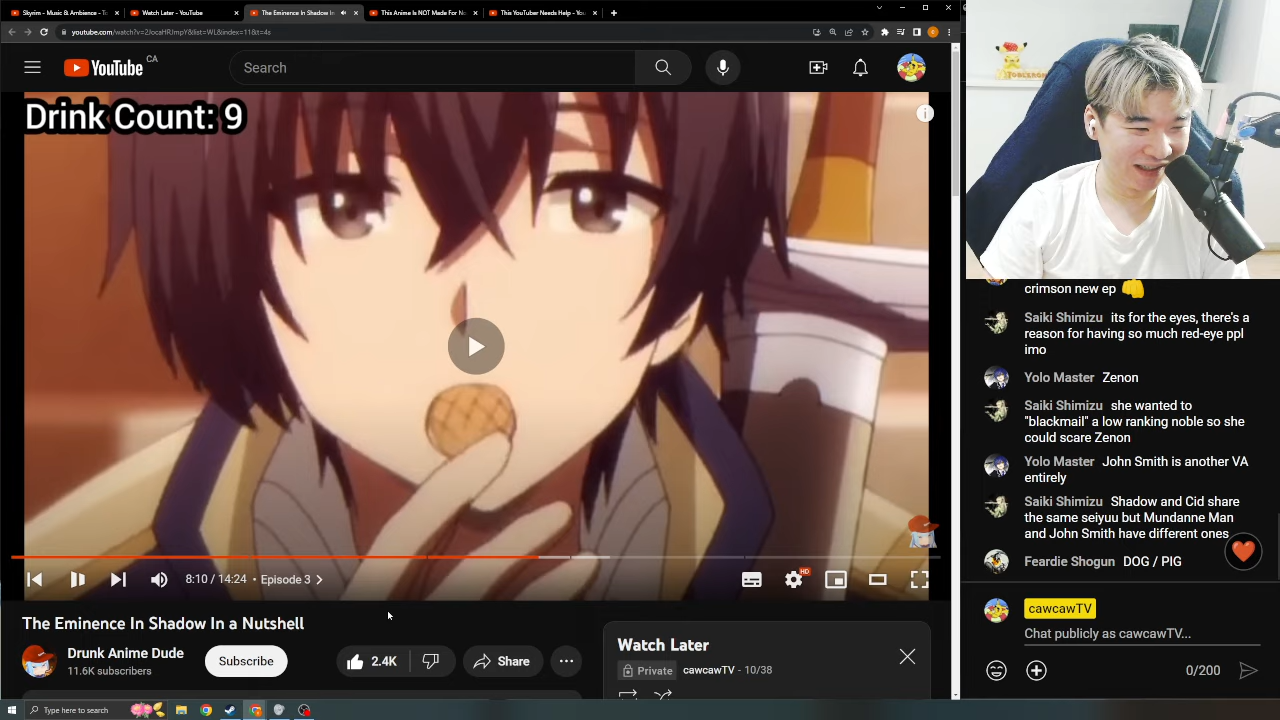 Skyrim - Music & Ambience - T
Watch Later - YouTube
The Eminence In Shadow In
This Anime Is NOT Made For N
This YouTuber Needs Help - You
youtube.com/watch?v=2JocaHRJmpY&list=WL&index=11&t=4s
YouTube CA
Search
Drink Count: 9
8:10 / 14:24 • Episode 3
HD
The Eminence In Shadow In a Nutshell
Drunk Anime Dude
11.6K subscribers
Subscribe
2.4K
Share
Watch Later
Private cawcawTV - 10/38
crimson new ep
Saiki Shimizu its for the eyes, there's a
reason for having so much red-eye ppl
imo
Yolo Master Zenon
Saiki Shimizu she wanted to
"blackmail" a low ranking noble so she
could scare Zenon
Yolo Master John Smith is another VA
entirely
Saiki Shimizu Shadow and Cid share
the same seiyuu but Mundanne Man
and John Smith have different ones
Feardie Shogun DOG / PIG
cawcawTV
Chat publicly as cawcawTV...
0/200
Type here to search